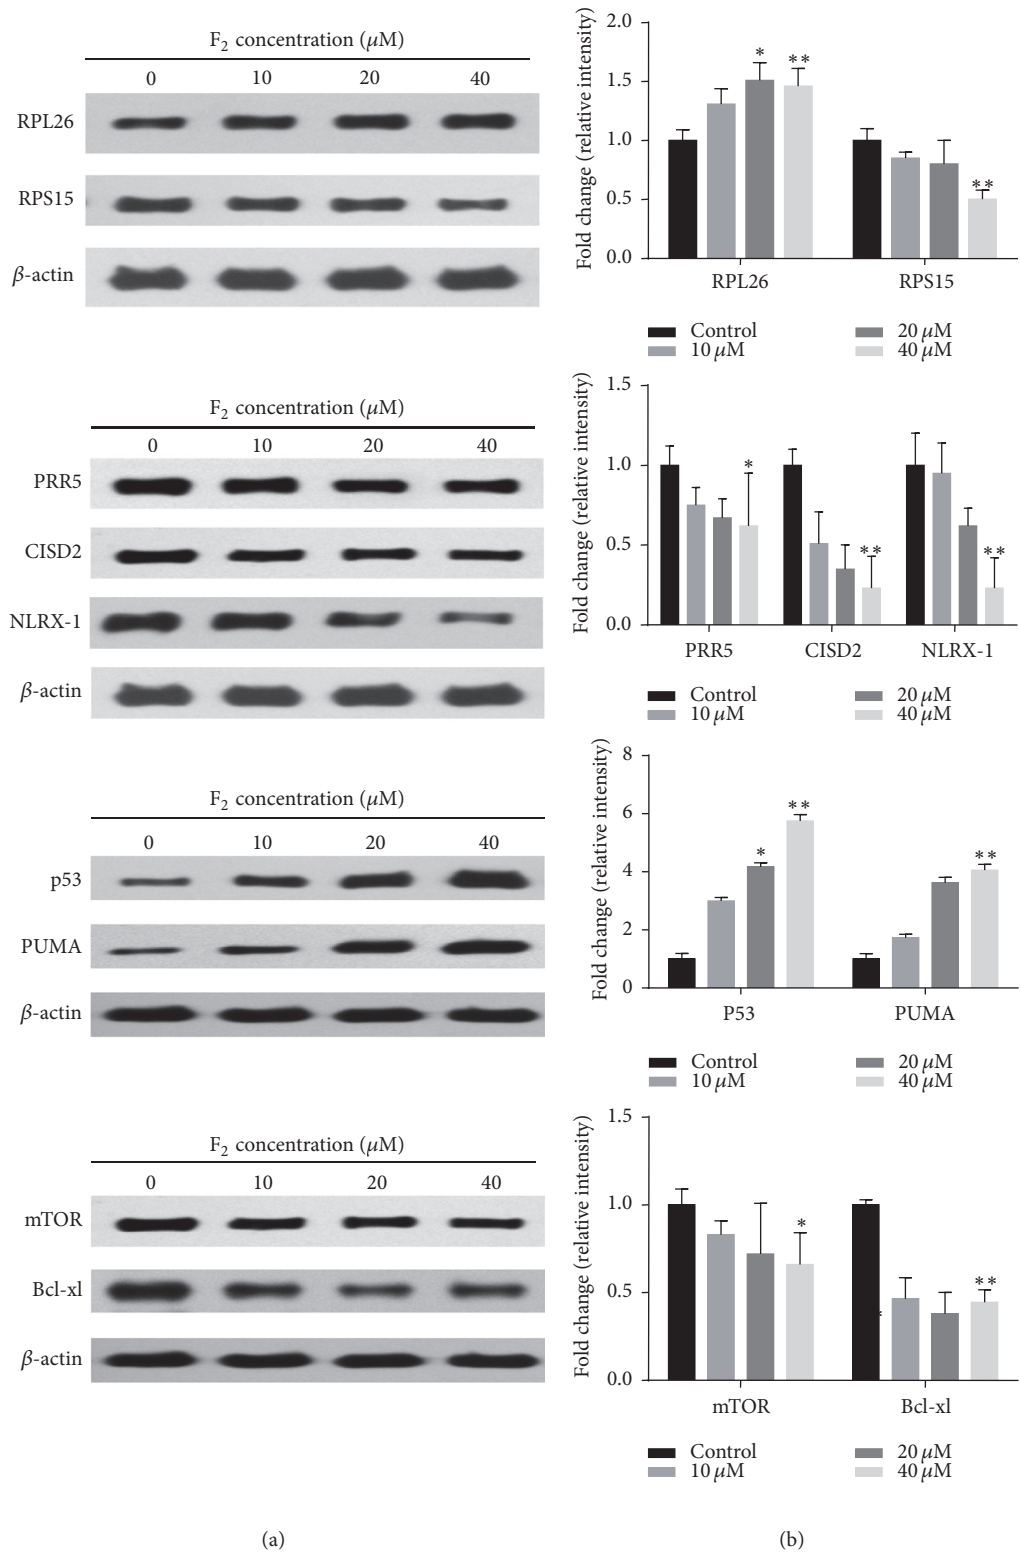 F2 concentration (μM)
0 10 20 40
RPL26
RPS15
β-actin
F2 concentration (μM)
0 10 20 40
PRR5
CISD2
NLRX-1
β-actin
F2 concentration (μM)
0 10 20 40
p53
PUMA
β-actin
F2 concentration (μM)
0 10 20 40
mTOR
Bcl-xl
β-actin
(a)
Fold change (relative intensity)
2.0
1.5
1.0
0.5
0.0
* ** **
RPL26 RPS15
Control 20 μM
10 μM 40 μM
Fold change (relative intensity)
1.5
1.0
0.5
0.0
* ** **
PRR5 CISD2 NLRX-1
Control 20 μM
10 μM 40 μM
Fold change (relative intensity)
8
6
4
2
0
* ** **
P53 PUMA
Control 20 μM
10 μM 40 μM
Fold change (relative intensity)
1.5
1.0
0.5
0.0
* * **
mTOR Bcl-xl
Control 20 μM
10 μM 40 μM
(b)